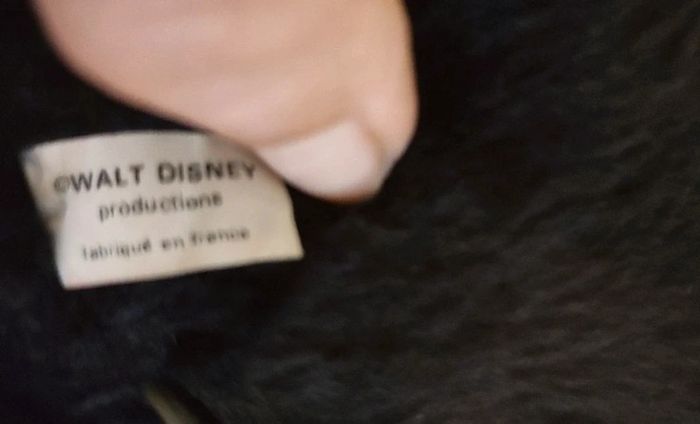 ©WALT DISNEY
productions
fabriqué en france